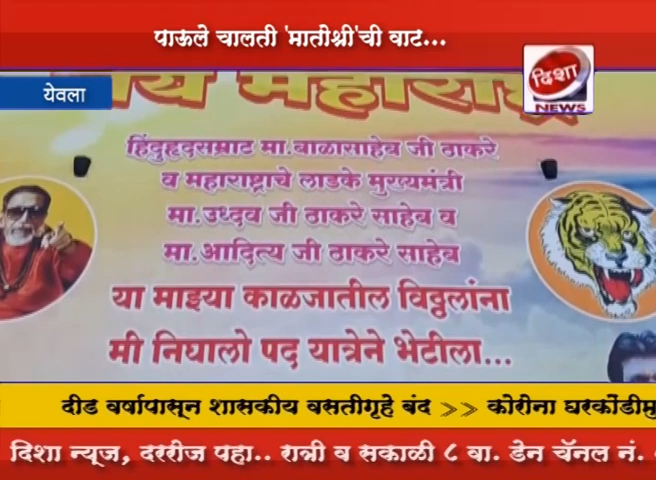 पाऊले चालती 'मातोश्री'ची वाट...
दिशा
NEWS
येवला
जय महाराष्ट्र
हिंदुहृदसम्राट मा.बाळासाहेब जी ठाकरे
व महाराष्ट्राचे लाडके मुख्यमंत्री
मा.उध्दव जी ठाकरे साहेब व
मा.आदित्य जी ठाकरे साहेब
या माझ्या काळजातील विठ्ठलांना
मी निघालो पद यात्रेने भेटीला...
दीड वर्षापासून शासकीय वसतीगृहे बंद >> कोरोना घरकोंडीमु
दिशा न्यूज, दररोज पहा.. रात्री व सकाळी ८ वा. डेन चॅनल नं.